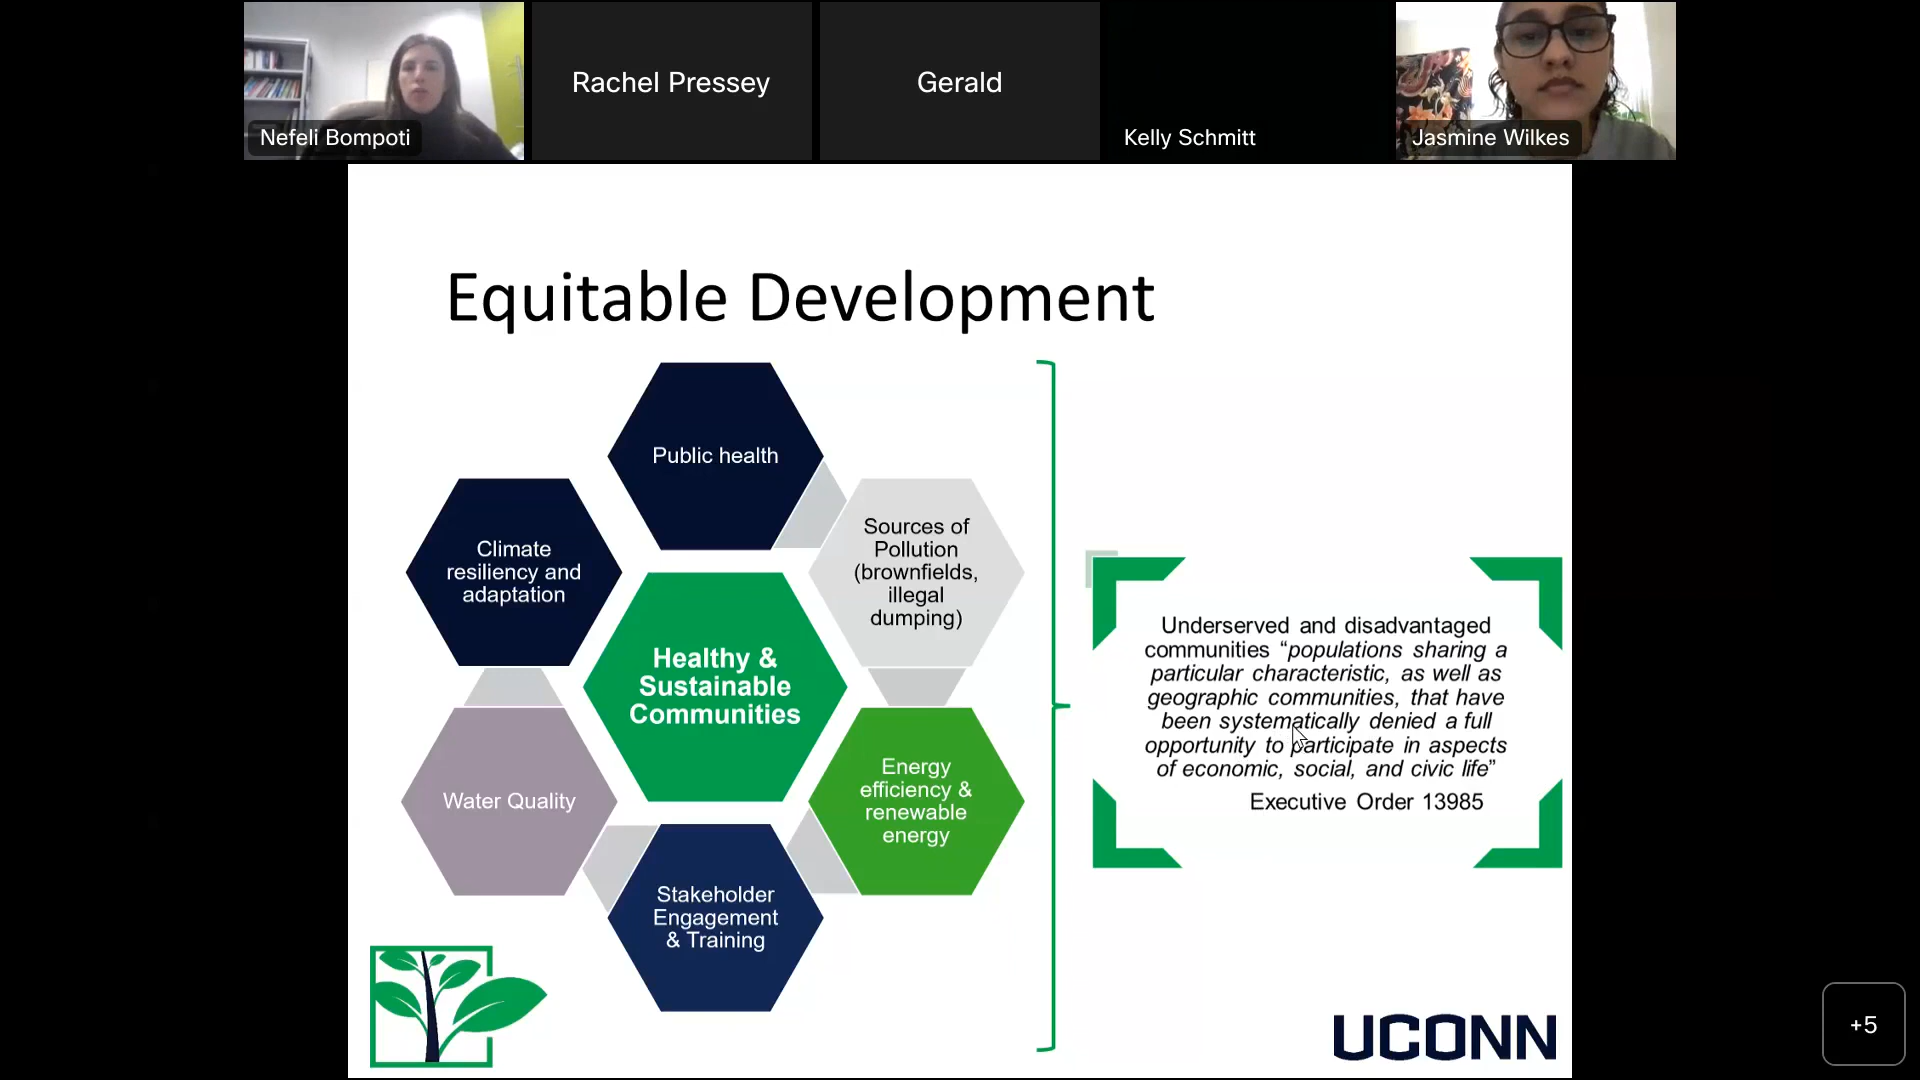 Nefeli Bompoti
Rachel Pressey
Gerald
Kelly Schmitt
Jasmine Wilkes
Equitable Development
Public health
Climate
resiliency and
adaptation
Sources of
Pollution
(brownfields,
illegal
dumping)
Healthy &
Sustainable
Communities
Water Quality
Energy
efficiency &
renewable
energy
Stakeholder
Engagement
& Training
Underserved and disadvantaged
communities “populations sharing a
particular characteristic, as well as
geographic communities, that have
been systematically denied a full
opportunity to participate in aspects
of economic, social, and civic life”
Executive Order 13985
UCONN
+5